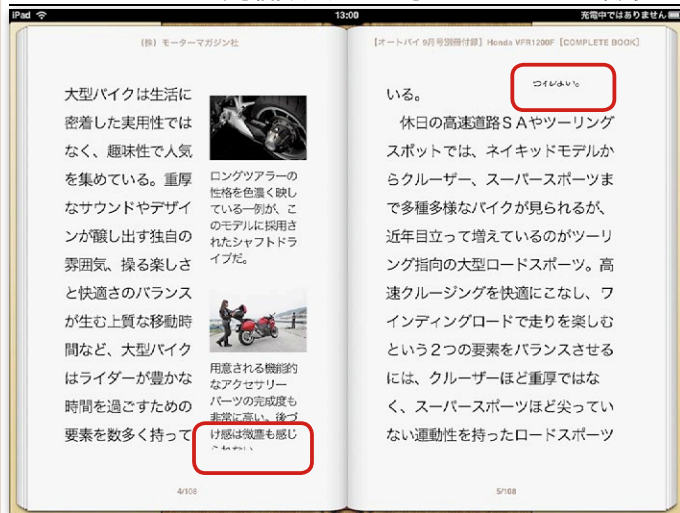 iPad
13:00
充電中ではありません
(株) モーターマガジン社
【オートバイ 9月号別冊付録】Honda VFR1200F [COMPLETE BOOK]
大型バイクは生活に
密着した実用性では
なく、趣味性で人気
を集めている。重厚
なサウンドやデザイ
ンが醸し出す独自の
雰囲気、操る楽しさ
と快適さのバランス
が生む上質な移動時
間など、大型バイク
はライダーが豊かな
時間を過ごすための
要素を数多く持って
ロングツアラーの
性格を色濃く映し
ている一例が、こ
のモデルに採用さ
れたシャフトドラ
イブだ。
用意される機能的
なアクセサリー
パーツの完成度も
非常に高い。後づ
け感は微塵も感じ
4/108
いる。
休日の高速道路SAやツーリング
スポットでは、ネイキッドモデルか
らクルーザー、スーパースポーツま
で多種多様なバイクが見られるが、
近年目立って増えているのがツーリ
ング指向の大型ロードスポーツ。高
速クルージングを快適にこなし、ワ
インディングロードで走りを楽しむ
という2つの要素をバランスさせる
には、クルーザーほど重厚ではな
く、スーパースポーツほど尖ってい
ない運動性を持ったロードスポーツ
5/108